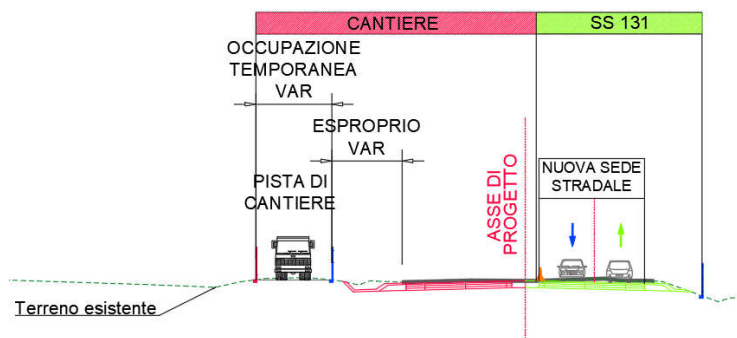 CANTIERE
SS 131
OCCUPAZIONE
TEMPORANEA
VAR
ESPROPRIO
VAR
PISTA DI
CANTIERE
ASSE DI
PROGETTO
NUOVA SEDE
STRADALE
Terreno esistente